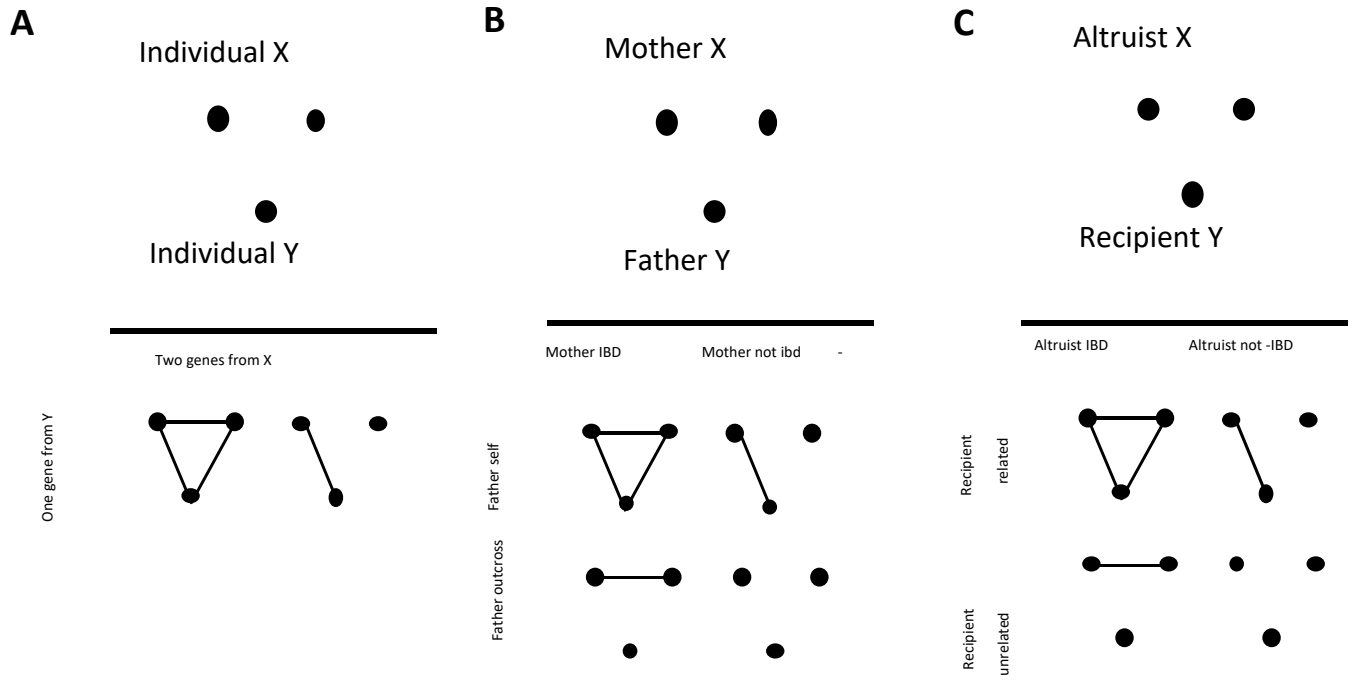 A
Individual X
Individual Y
Two genes from X
One gene from Y
B
Mother X
Father Y
Mother IBD
Mother not ibd -
Father self
Father outcross
C
Altruist X
Recipient Y
Altruist IBD
Altruist not -IBD
Recipient
related
Recipient
unrelated